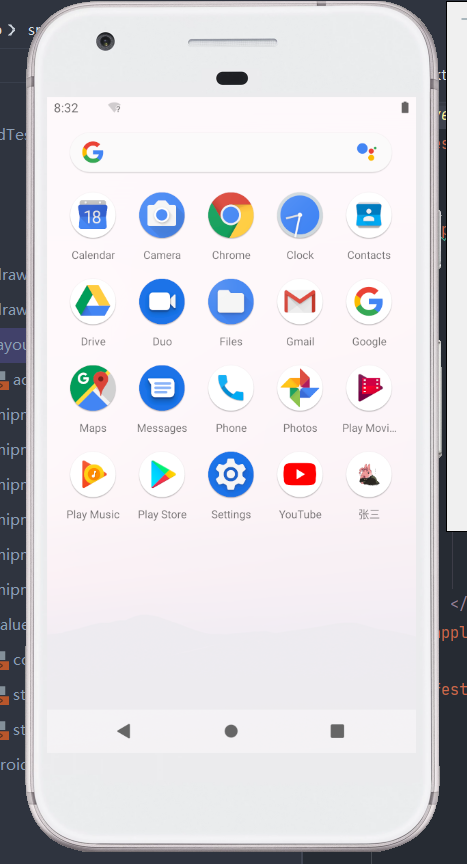 8:32
18
Calendar
Camera
Chrome
Clock
Contacts
Drive
Duo
Files
Gmail
Google
Maps
Messages
Phone
Photos
Play Movi...
Play Music
Play Store
Settings
YouTube
张三